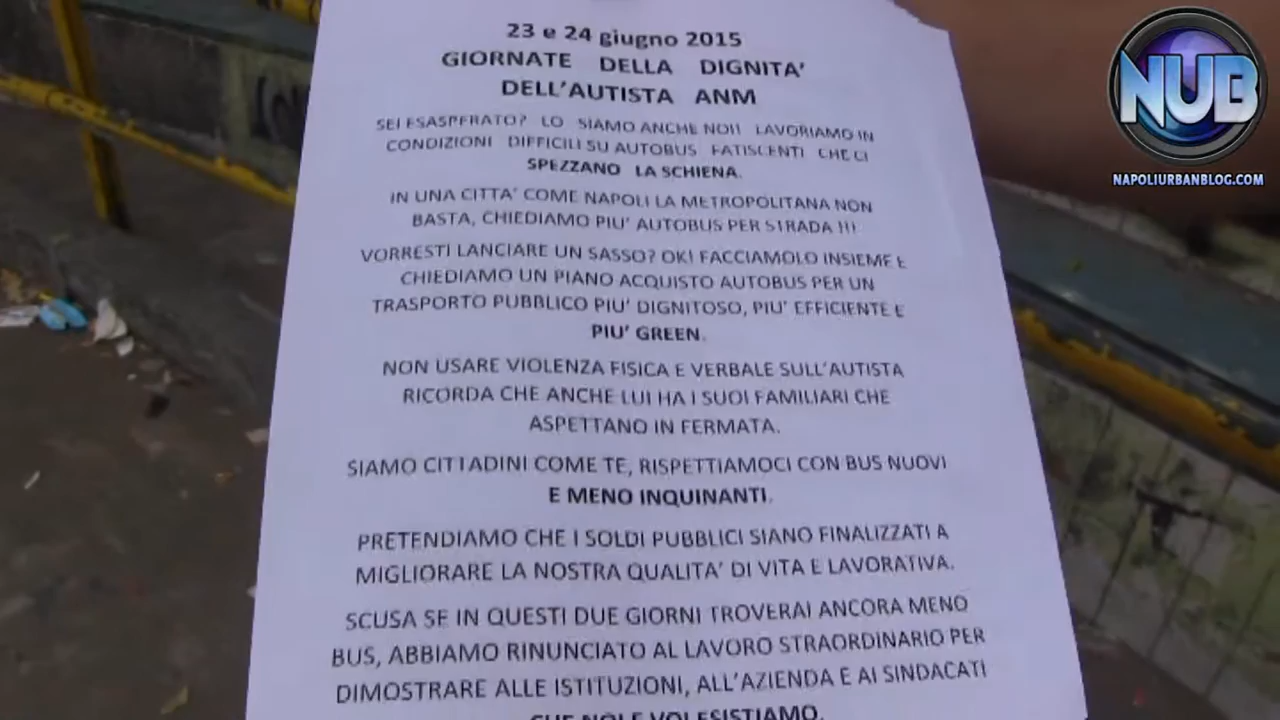 23 e 24 giugno 2015
GIORNATE DELLA DIGNITA'
DELL'AUTISTA ANM
SEI ESASPERATO? LO SIAMO ANCHE NOI! LAVORIAMO IN
CONDIZIONI DIFFICILI SU AUTOBUS FATISCENTI CHE CI
SPEZZANO LA SCHIENA.
IN UNA CITTA' COME NAPOLI LA METROPOLITANA NON
BASTA, CHIEDIAMO PIU' AUTOBUS PER STRADA !!!
VORRESTI LANCIARE UN SASSO? OK! FACCIAMOLO INSIEME E
CHIEDIAMO UN PIANO ACQUISTO AUTOBUS PER UN
TRASPORTO PUBBLICO PIU' DIGNITOSO, PIU' EFFICIENTE E
PIU' GREEN.
NON USARE VIOLENZA FISICA E VERBALE SULL'AUTISTA
RICORDA CHE ANCHE LUI HA I SUOI FAMILIARI CHE
ASPETTANO IN FERMATA.
SIAMO CITTADINI COME TE, RISPETTIAMOCI CON BUS NUOVI
E MENO INQUINANTI.
PRETENDIAMO CHE I SOLDI PUBBLICI SIANO FINALIZZATI A
MIGLIORARE LA NOSTRA QUALITA' DI VITA E LAVORATIVA.
SCUSA SE IN QUESTI DUE GIORNI TROVERAI ANCORA MENO
BUS, ABBIAMO RINUNCIATO AL LAVORO STRAORDINARIO PER
DIMOSTRARE ALLE ISTITUZIONI, ALL'AZIENDA E AI SINDACATI
CHE NOI
NUB
NAPOLIURBANBLOG.COM